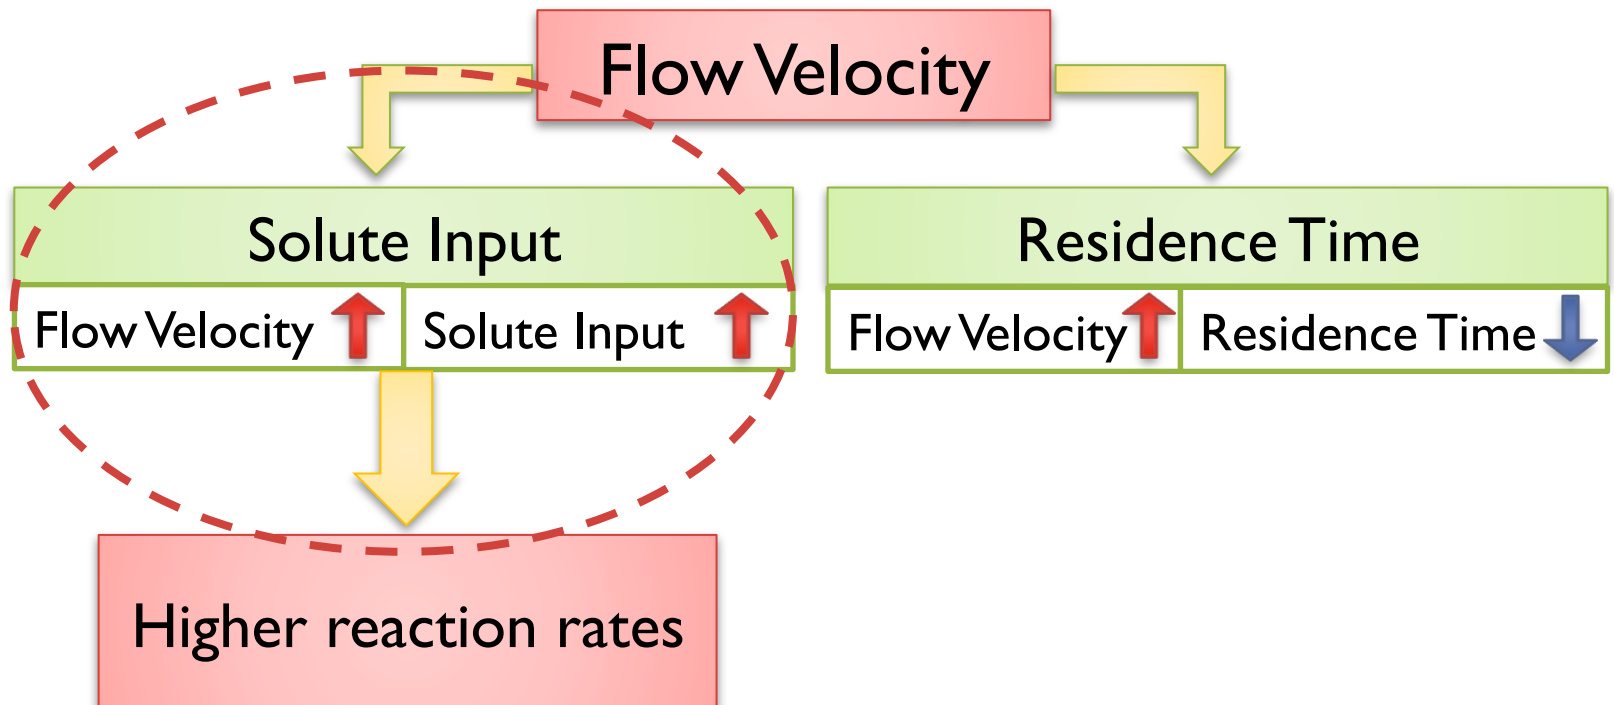 Flow Velocity
Solute Input
Residence Time
Flow Velocity
Solute Input
Flow Velocity
Residence Time
Higher reaction rates